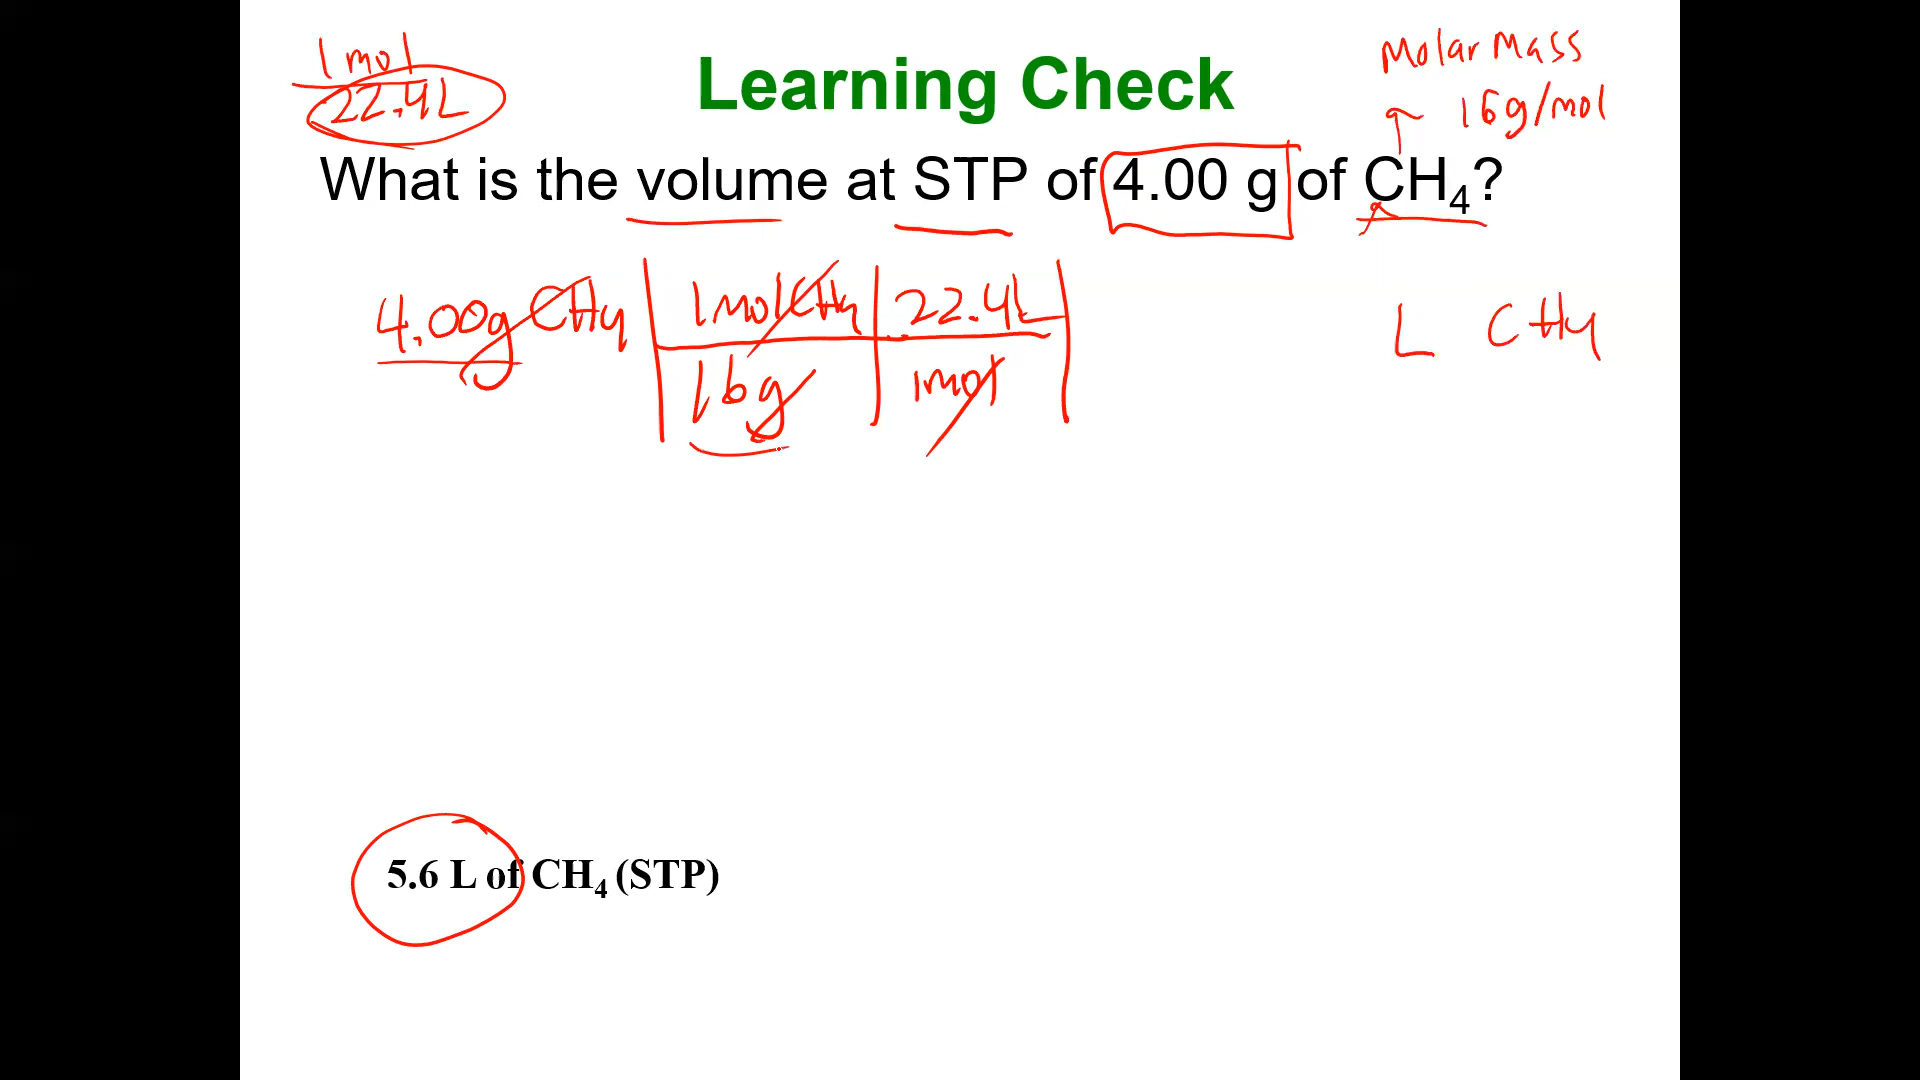 1 mol
22.4L
Learning Check
Molar Mass
16g/mol
What is the volume at STP of 4.00 g of CH₄?
4.00g CH4 | 1 mol CH4 | 22.4L
16g | 1 mol
L CH4
5.6 L of CH₄ (STP)